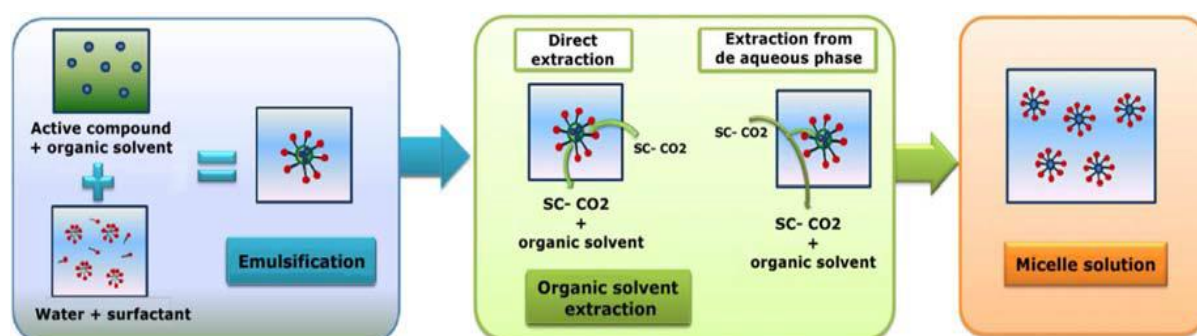 Active compound
+ organic solvent
Water + surfactant
Emulsification
Direct
extraction
SC- CO2
SC- CO2
+
organic solvent
Extraction from
de aqueous phase
SC- CO2
SC- CO2
+
organic solvent
Organic solvent
extraction
Micelle solution